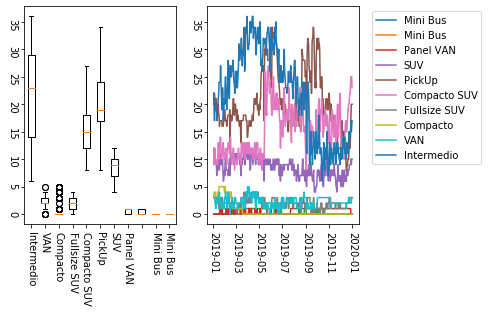 35
30
25
20
15
10
5
0
Intermedio
VAN
Compacto
Fullsize SUV
Compacto SUV
PickUp
SUV
Panel VAN
Mini Bus
Mini Bus
35
30
25
20
15
10
5
0
2019-01
2019-03
2019-05
2019-07
2019-09
2019-11
2020-01
Mini Bus
Mini Bus
Panel VAN
SUV
PickUp
Compacto SUV
Fullsize SUV
Compacto
VAN
Intermedio